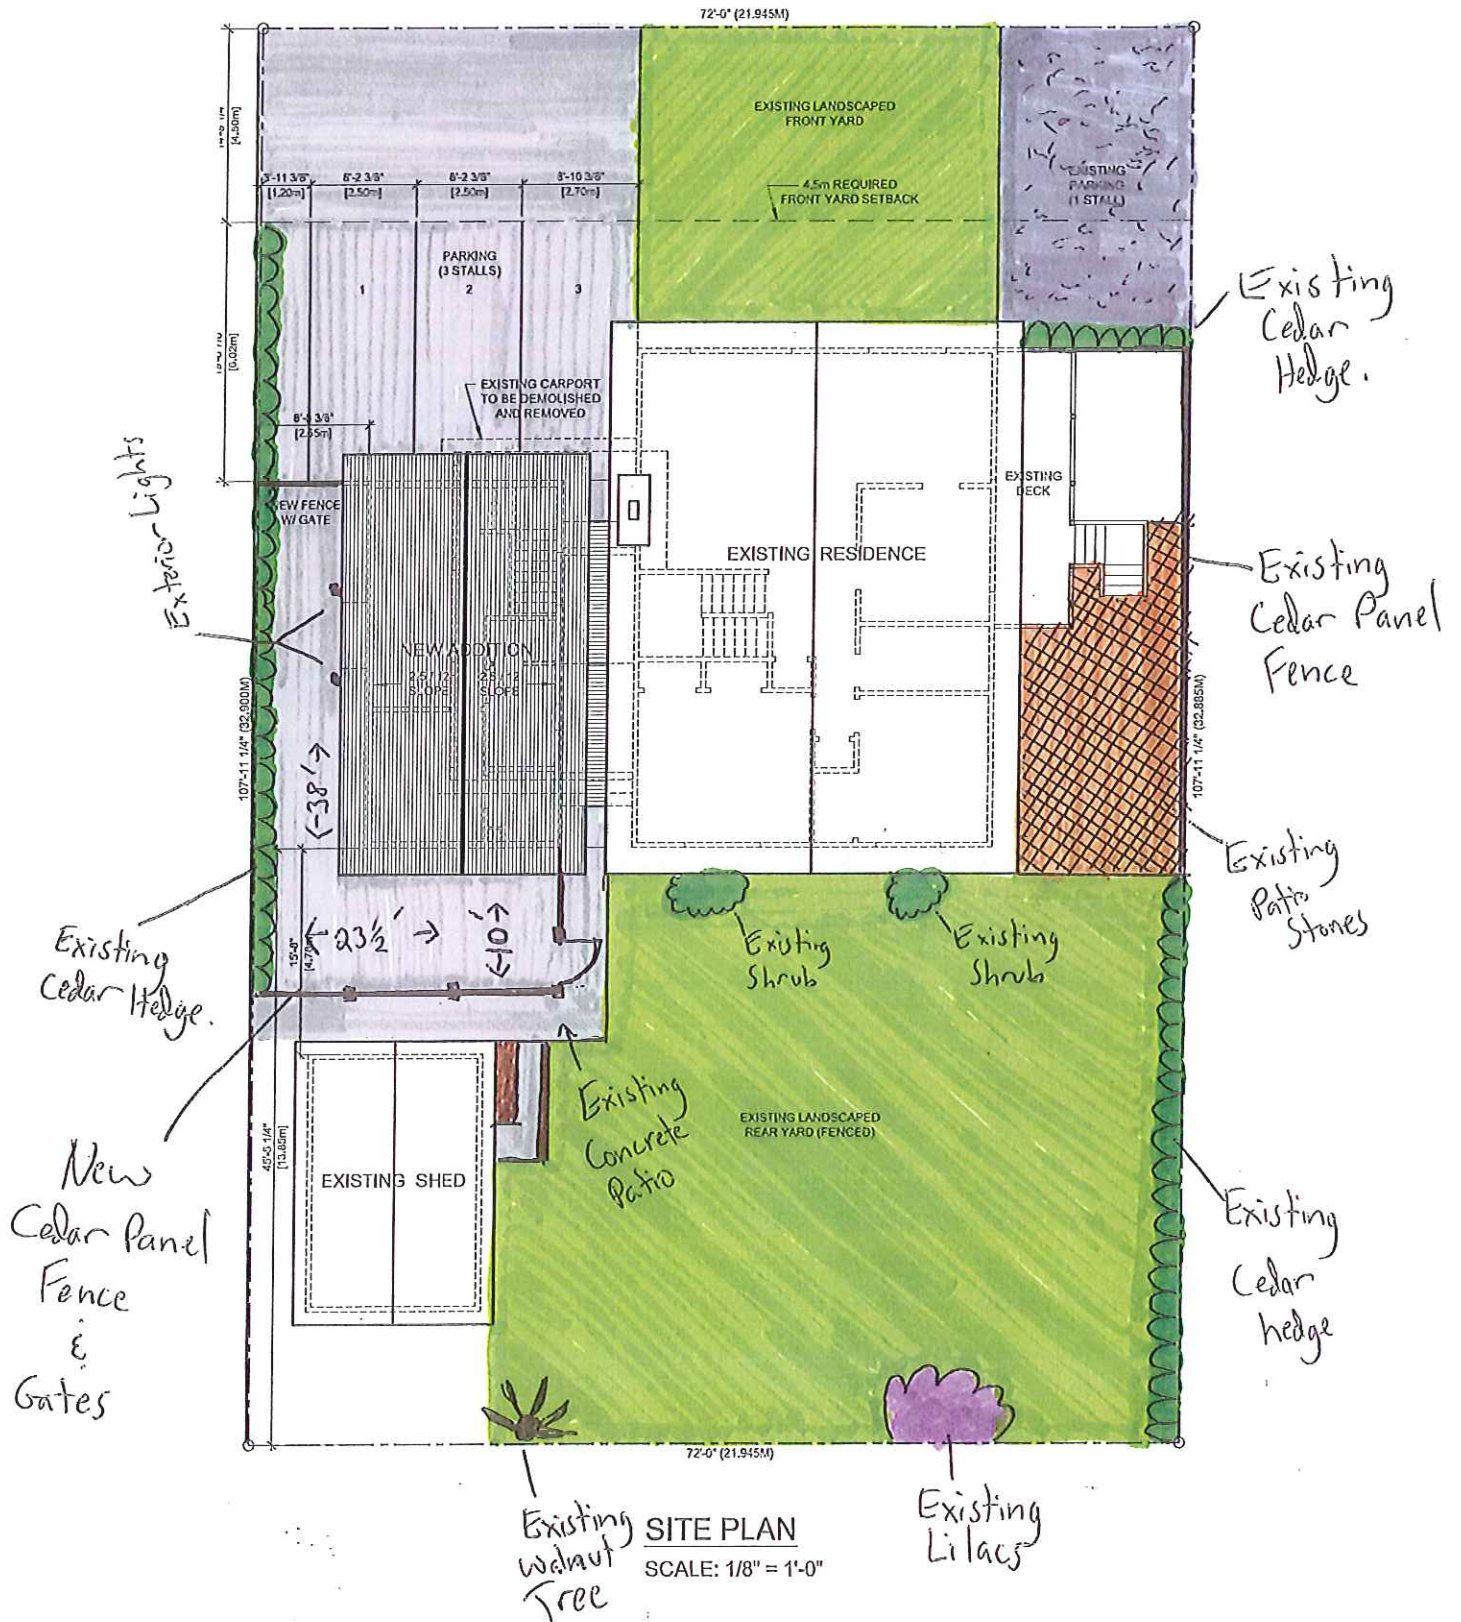 72'-0" (21.945M)
EXISTING LANDSCAPED
FRONT YARD
[4.50m]
3'-11 3/8"
[1.20m]
8'-2 3/8"
[2.50m]
8'-2 3/8"
[2.50m]
8'-10 3/8"
[2.70m]
4.5m REQUIRED
FRONT YARD SETBACK
EXISTING
PARKING
(1 STALL)
PARKING
(3 STALLS)
1
2
3
[6.02m]
Existing
Cedar
Hedge.
EXISTING CARPORT
TO BE DEMOLISHED
AND REMOVED
[2.55m]
Exterior Lights
NEW FENCE
W/ GATE
EXISTING
DECK
EXISTING RESIDENCE
Existing
Cedar Panel
Fence
NEW ADDITION
2.5 / 12
SLOPE
2.5 / 12
SLOPE
107'-11 1/4" (32.900M)
107'-11 1/4" (32.885M)
38'
Existing
Patio
Stones
23½'
10'
15'-5"
[4.70m]
Existing
Cedar Hedge.
Existing
Shrub
Existing
Shrub
Existing
Concrete
Patio
EXISTING LANDSCAPED
REAR YARD (FENCED)
45'-5 1/4"
[13.85m]
EXISTING SHED
New
Cedar Panel
Fence
&
Gates
Existing
Cedar
hedge
72'-0" (21.945M)
Existing
Walnut
Tree
SITE PLAN
SCALE: 1/8" = 1'-0"
Existing
Lilacs